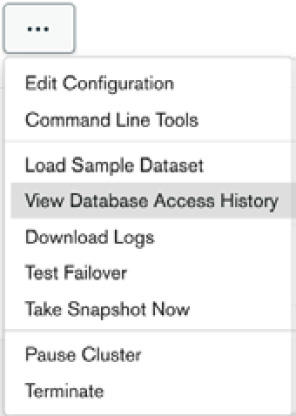 ...
Edit Configuration
Command Line Tools
Load Sample Dataset
View Database Access History
Download Logs
Test Failover
Take Snapshot Now
Pause Cluster
Terminate